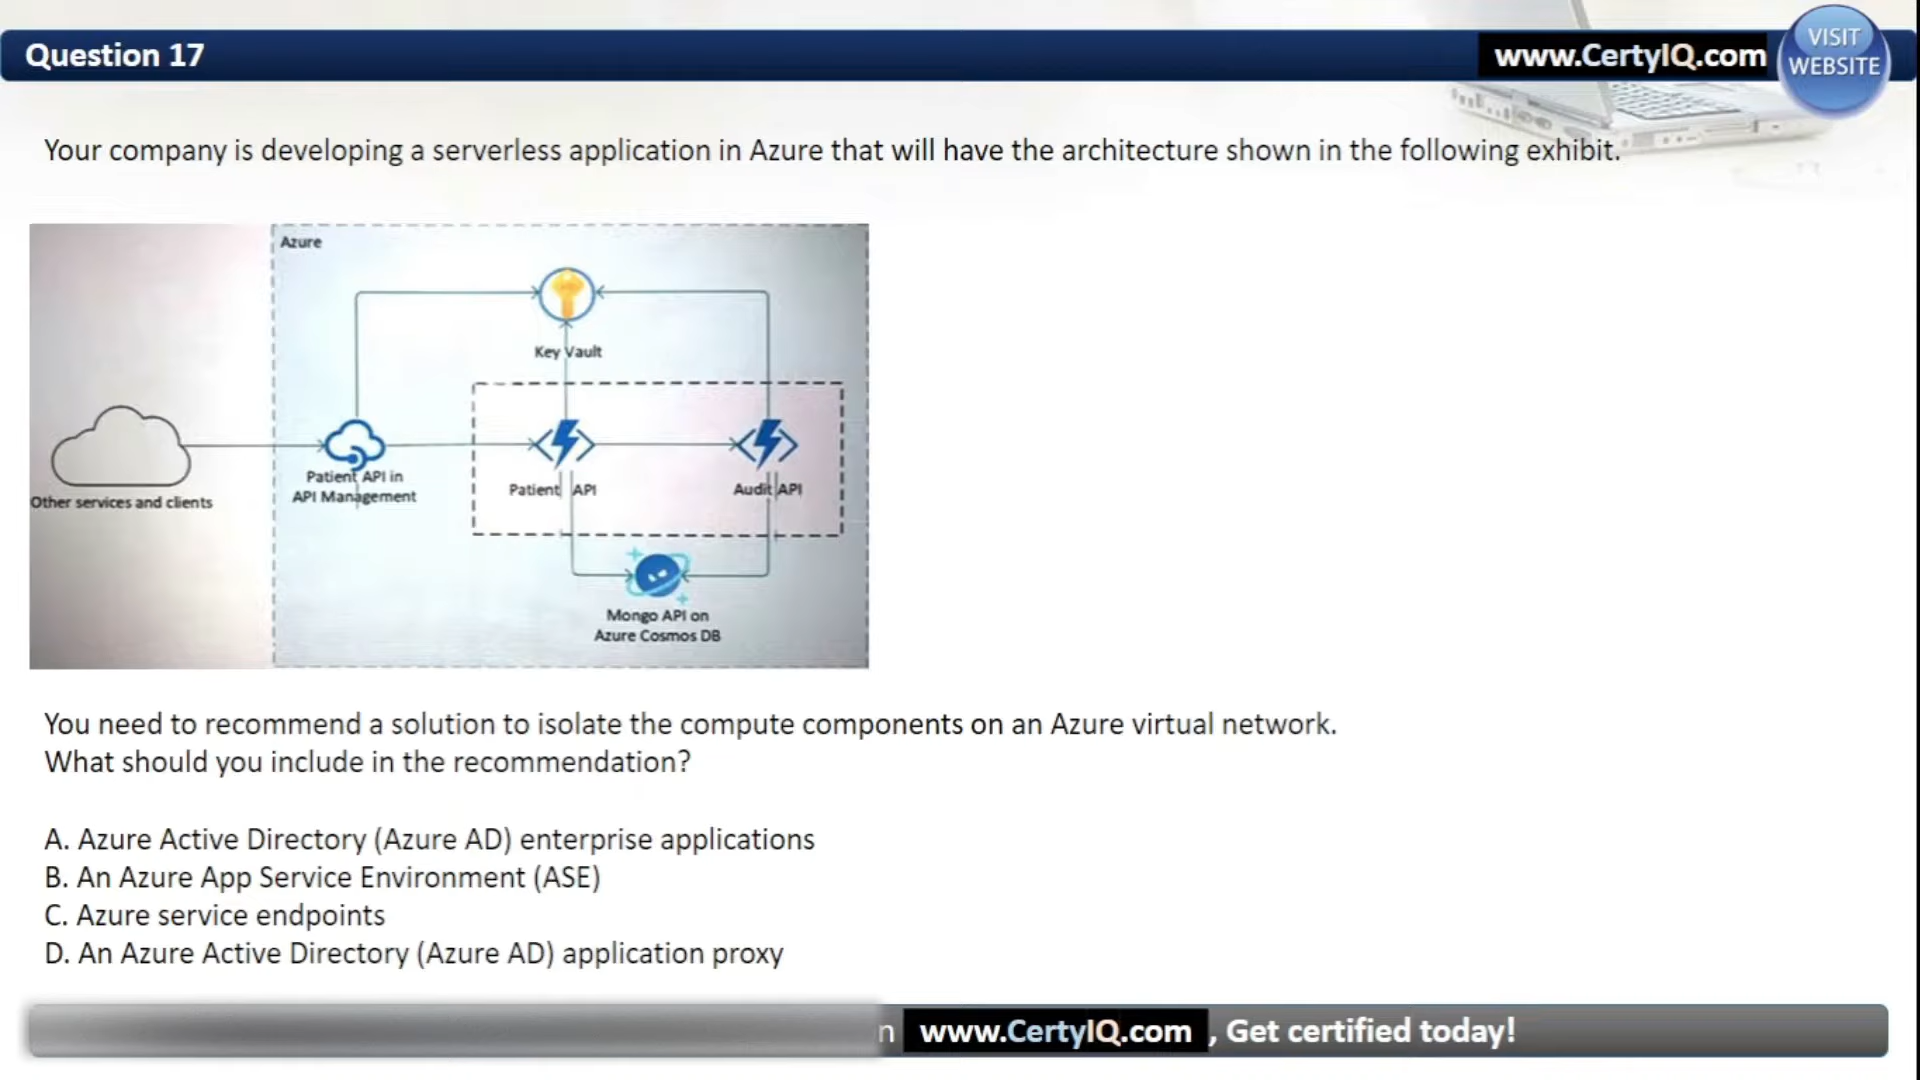 Question 17
www.CertyIQ.com
VISIT
WEBSITE
Your company is developing a serverless application in Azure that will have the architecture shown in the following exhibit.
Azure
Key Vault
Patient API in
API Management
Other services and clients
Patient API
Audit API
Mongo API on
Azure Cosmos DB
You need to recommend a solution to isolate the compute components on an Azure virtual network.
What should you include in the recommendation?
A. Azure Active Directory (Azure AD) enterprise applications
B. An Azure App Service Environment (ASE)
C. Azure service endpoints
D. An Azure Active Directory (Azure AD) application proxy
n www.CertyIQ.com , Get certified today!